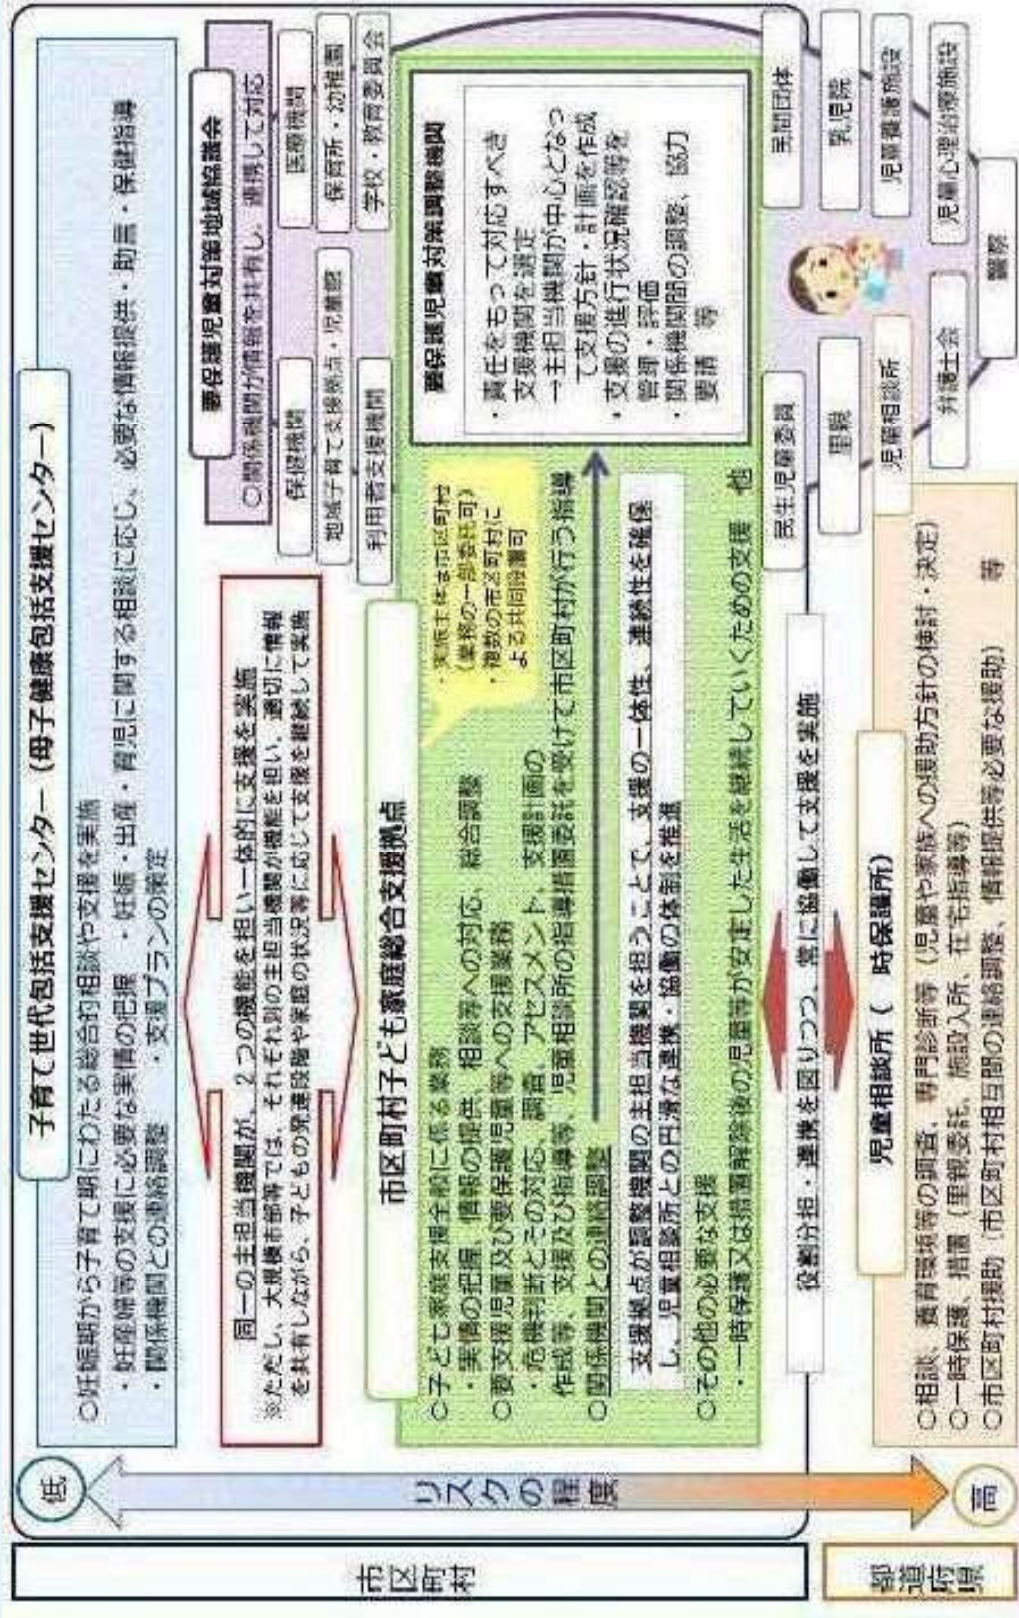 市区町村
都道府県
低
リスクの程度
高
子育て世代包括支援センター（母子健康包括支援センター）
○妊娠期から子育て期にわたる総合的相談や支援を実施
・妊産婦等の支援に必要な実情の把握　・妊娠・出産・育児に関する相談に応じ、必要な情報提供・助言・保健指導
・関係機関との連絡調整　・支援プランの策定
同一の主担当機関が、２つの機能を担い一体的に支援を実施
※ただし、大規模市部等では、それぞれ別の主担当機関が機能を担い、適切に情報
を共有しながら、子どもの発達段階や家庭の状況等に応じて支援を継続して実施
市区町村子ども家庭総合支援拠点
・実施主体は市区町村
（業務の一部委託可）
・複数の市区町村に
よる共同設置可
○子ども家庭支援全般に係る業務
・実情の把握、情報の提供、相談等への対応、総合調整
○要支援児童及び要保護児童等への支援業務
・危機判断とその対応、調査、アセスメント、支援計画の
作成等、支援及び指導等、児童相談所の指導措置委託を受けて市区町村が行う指導
○関係機関との連絡調整
支援拠点が調整機関の主担当機関を担うことで、支援の一体性、連続性を確保
し、児童相談所との円滑な連携・協働の体制を推進
○その他の必要な支援
・一時保護又は措置解除後の児童等が安定した生活を継続していくための支援　他
役割分担・連携を図りつつ、常に協働して支援を実施
児童相談所（　時保護所）
○相談、養育環境等の調査、専門診断等（児童や家族への援助方針の検討・決定）
○一時保護、措置（里親委託、施設入所、在宅指導等）
○市区町村援助（市区町村相互間の連絡調整、情報提供等必要な援助）　等
要保護児童対策地域協議会
○関係機関が情報を共有し、連携して対応
保健機関
医療機関
地域子育て支援拠点・児童館
保育所・幼稚園
利用者支援機関
学校・教育委員会
要保護児童対策調整機関
・責任をもって対応すべき
支援機関を選定
→主担当機関が中心となっ
て支援方針・計画を作成
・支援の進行状況確認等を
管理・評価
・関係機関間の調整、協力
要請　等
民生児童委員
民間団体
里親
乳児院
児童相談所
児童養護施設
弁護士会
児童心理治療施設
警察